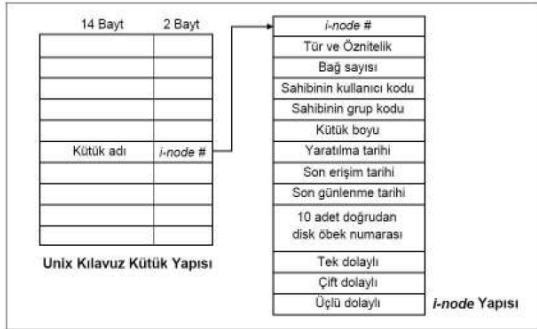 14 Bayt 2 Bayt
Kütük adı i-node #
Unix Kılavuz Kütük Yapısı
i-node #
Tür ve Öznitelik
Bağ sayısı
Sahibinin kullanıcı kodu
Sahibinin grup kodu
Kütük boyu
Yaratılma tarihi
Son erişim tarihi
Son günlenme tarihi
10 adet doğrudan
disk öbek numarası
Tek dolaylı
Çift dolaylı
Üçlü dolaylı
i-node Yapısı